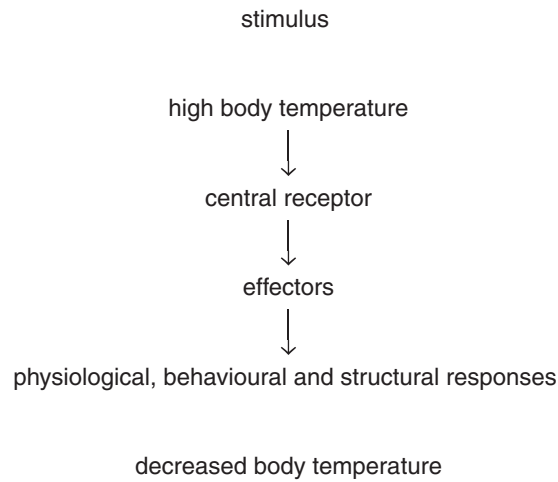 stimulus
high body temperature
central receptor
effectors
physiological, behavioural and structural responses
decreased body temperature